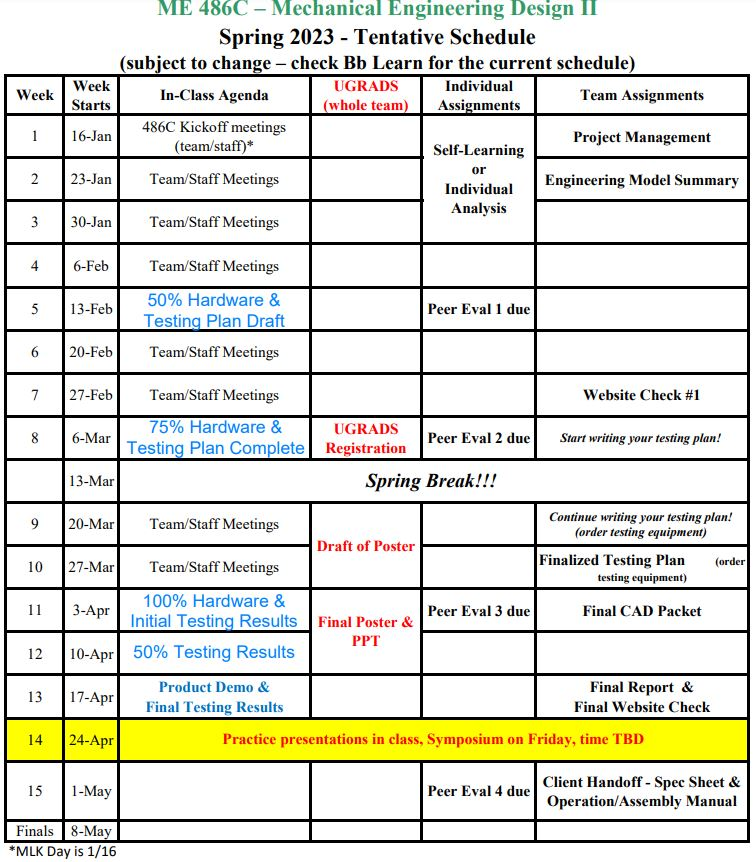 ME 486C – Mechanical Engineering Design II
Spring 2023 - Tentative Schedule
(subject to change – check Bb Learn for the current schedule)
Week
Week
Starts
In-Class Agenda
UGRADS
(whole team)
Individual
Assignments
Team Assignments
1
16-Jan
486C Kickoff meetings
(team/staff)*
Self-Learning
or
Individual
Analysis
Project Management
2
23-Jan
Team/Staff Meetings
Engineering Model Summary
3
30-Jan
Team/Staff Meetings
4
6-Feb
Team/Staff Meetings
5
13-Feb
50% Hardware &
Testing Plan Draft
Peer Eval 1 due
6
20-Feb
Team/Staff Meetings
7
27-Feb
Team/Staff Meetings
Website Check #1
8
6-Mar
75% Hardware &
Testing Plan Complete
UGRADS
Registration
Peer Eval 2 due
Start writing your testing plan!
13-Mar
Spring Break!!!
9
20-Mar
Team/Staff Meetings
Draft of Poster
Continue writing your testing plan!
(order testing equipment)
10
27-Mar
Team/Staff Meetings
Finalized Testing Plan (order
testing equipment)
11
3-Apr
100% Hardware &
Initial Testing Results
Final Poster &
PPT
Peer Eval 3 due
Final CAD Packet
12
10-Apr
50% Testing Results
13
17-Apr
Product Demo &
Final Testing Results
Final Report &
Final Website Check
14
24-Apr
Practice presentations in class, Symposium on Friday, time TBD
15
1-May
Peer Eval 4 due
Client Handoff - Spec Sheet &
Operation/Assembly Manual
Finals
8-May
*MLK Day is 1/16